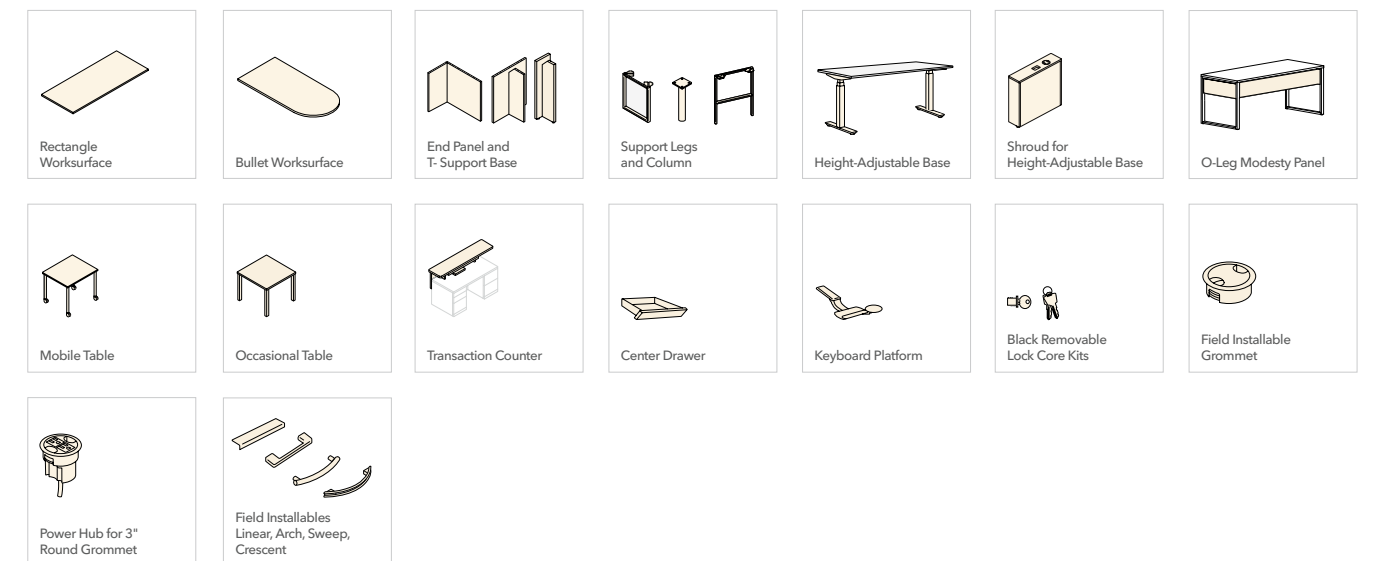 Rectangle
Worksurface
Bullet Worksurface
End Panel and
T- Support Base
Support Legs
and Column
Height-Adjustable Base
Shroud for
Height-Adjustable Base
O-Leg Modesty Panel
Mobile Table
Occasional Table
Transaction Counter
Center Drawer
Keyboard Platform
Black Removable
Lock Core Kits
Field Installable
Grommet
Power Hub for 3"
Round Grommet
Field Installables
Linear, Arch, Sweep,
Crescent